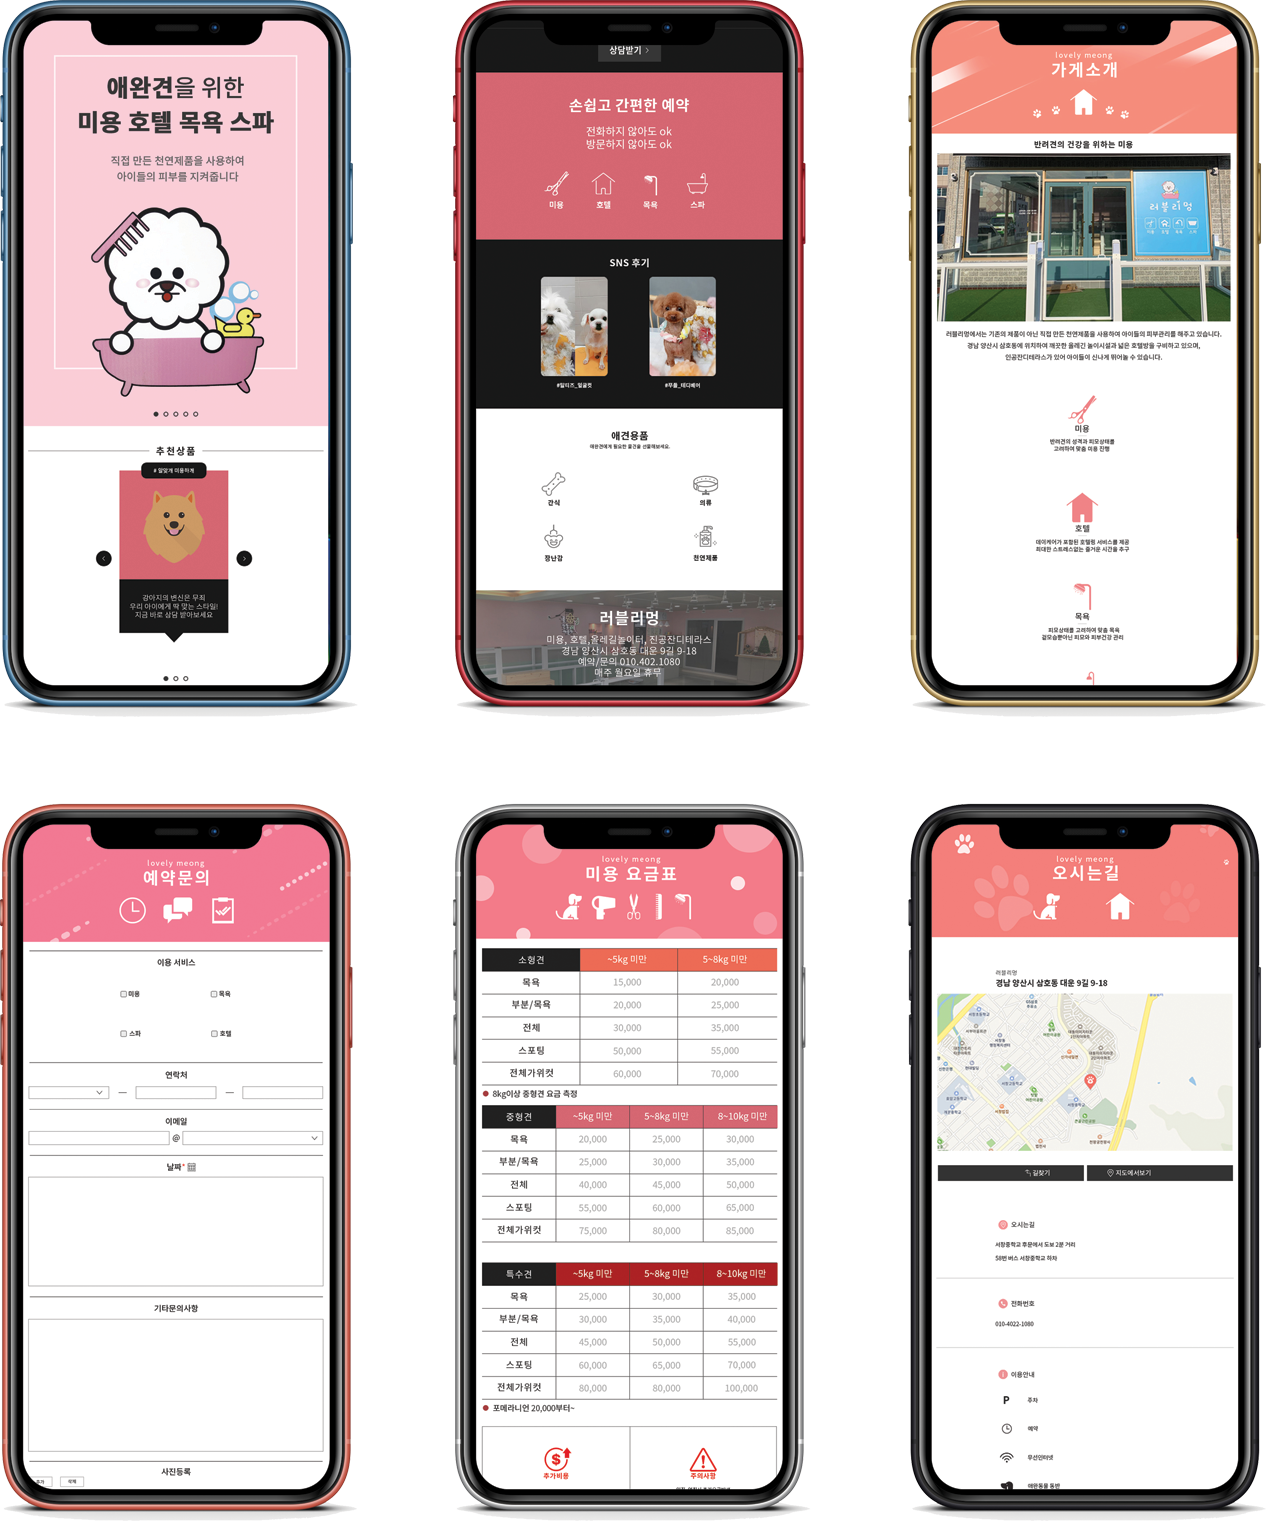 애완견을 위한
미용 호텔 목욕 스파
직접 만든 천연제품을 사용하여
아이들의 피부를 지켜줍니다
추천상품
# 알맞게 미용하게
강아지의 변신은 무죄
우리 아이에게 딱 맞는 스타일!
지금 바로 상담 받아보세요
상담받기 >
손쉽고 간편한 예약
전화하지 않아도 ok
방문하지 않아도 ok
미용 호텔 목욕 스파
SNS 후기
#말티즈_얼굴컷 #푸들_테디베어
애견용품
애완견에게 필요한 물건을 선물해보세요.
간식 의류
장난감 천연제품
러블리멍
미용, 호텔,올레길놀이터, 진공잔디테라스
경남 양산시 삼호동 대운 9길 9-18
예약/문의 010.402.1080
매주 월요일 휴무
lovely meong
가게소개
반려견의 건강을 위하는 미용
러블리멍
미용 호텔 목욕 스파
러블리멍에서는 기존의 제품이 아닌 직접 만든 천연제품을 사용하여 아이들의 피부관리를 해주고 있습니다.
경남 양산시 삼호동에 위치하여 깨끗한 올레긴 놀이시설과 넓은 호텔방을 구비하고 있으며,
인공잔디테라스가 있어 아이들이 신나게 뛰어놀 수 있습니다.
미용
반려견의 성격과 피모상태를
고려하여 맞춤 미용 진행
호텔
데이케어가 포함된 호텔링 서비스를 제공
최대한 스트레스없는 즐거운 시간을 추구
목욕
피모상태를 고려하여 맞춤 목욕
겉모습뿐아닌 피모와 피부건강 관리
lovely meong
예약문의
이용 서비스
미용 목욕
스파 호텔
연락처
— —
이메일
@
날짜*
기타문의사항
사진등록
추가 삭제
lovely meong
미용 요금표
소형견 ~5kg 미만 5~8kg 미만
목욕 15,000 20,000
부분/목욕 20,000 25,000
전체 30,000 35,000
스포팅 50,000 55,000
전체가위컷 60,000 70,000
8kg이상 중형견 요금 측정
중형견 ~5kg 미만 5~8kg 미만 8~10kg 미만
목욕 20,000 25,000 30,000
부분/목욕 25,000 30,000 35,000
전체 40,000 45,000 50,000
스포팅 55,000 60,000 65,000
전체가위컷 75,000 80,000 85,000
특수견 ~5kg 미만 5~8kg 미만 8~10kg 미만
목욕 25,000 30,000 35,000
부분/목욕 30,000 35,000 40,000
전체 45,000 50,000 55,000
스포팅 60,000 65,000 70,000
전체가위컷 80,000 80,000 100,000
포메라니언 20,000부터~
추가비용 주의사항
lovely meong
오시는길
러블리멍
경남 양산시 삼호동 대운 9길 9-18
길찾기 지도에서보기
오시는길
서창중학교 후문에서 도보 2분 거리
58번 버스 서창중학교 하차
전화번호
010-4022-1080
이용안내
P 주차
예약
무선인터넷
애완동물 동반